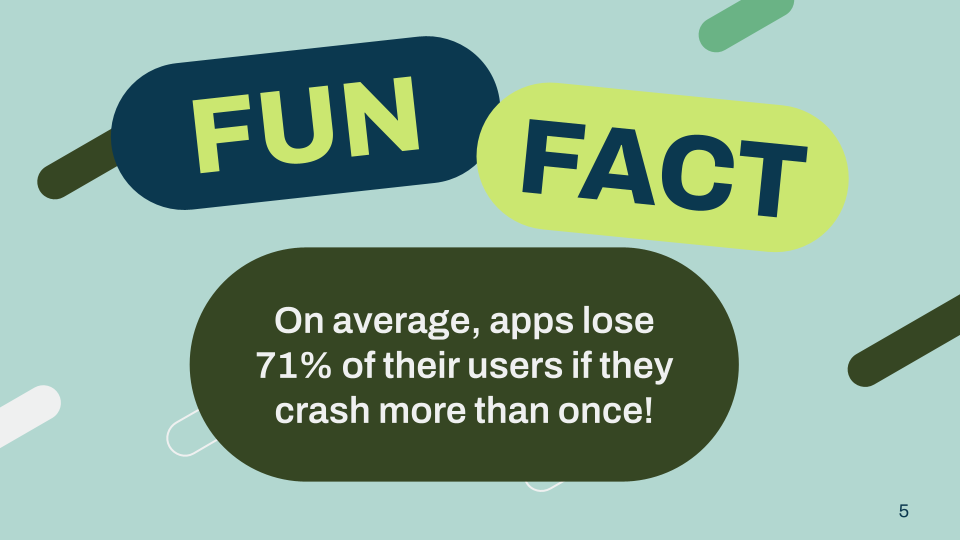 FUN
FACT
On average, apps lose
71% of their users if they
crash more than once!
5